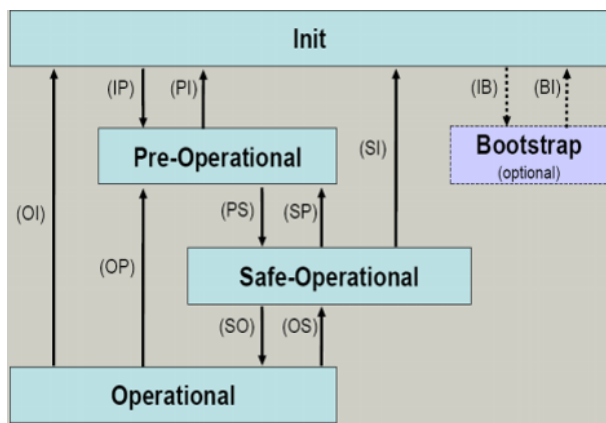 Init
(IP)
(PI)
(IB)
(BI)
Pre-Operational
(SI)
Bootstrap
(optional)
(OI)
(PS)
(SP)
(OP)
Safe-Operational
(SO)
(OS)
Operational